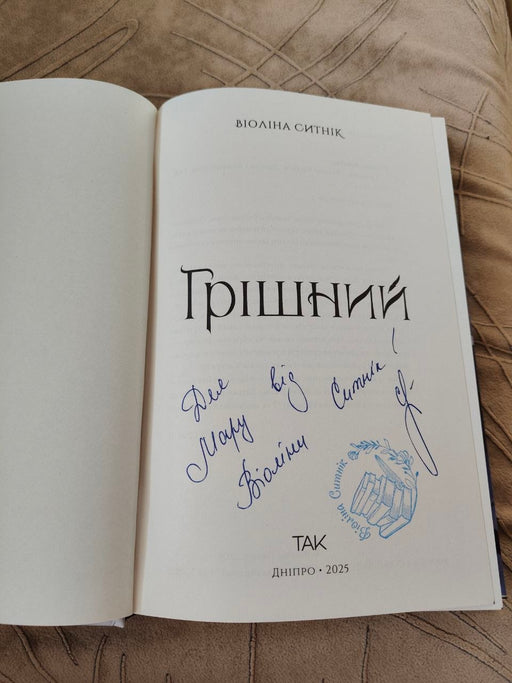 Віоліна Ситнік
Грішний
Для
Мару від
Віоліни Ситнік!
Віоліна Ситнік
ТАК
Дніпро • 2025